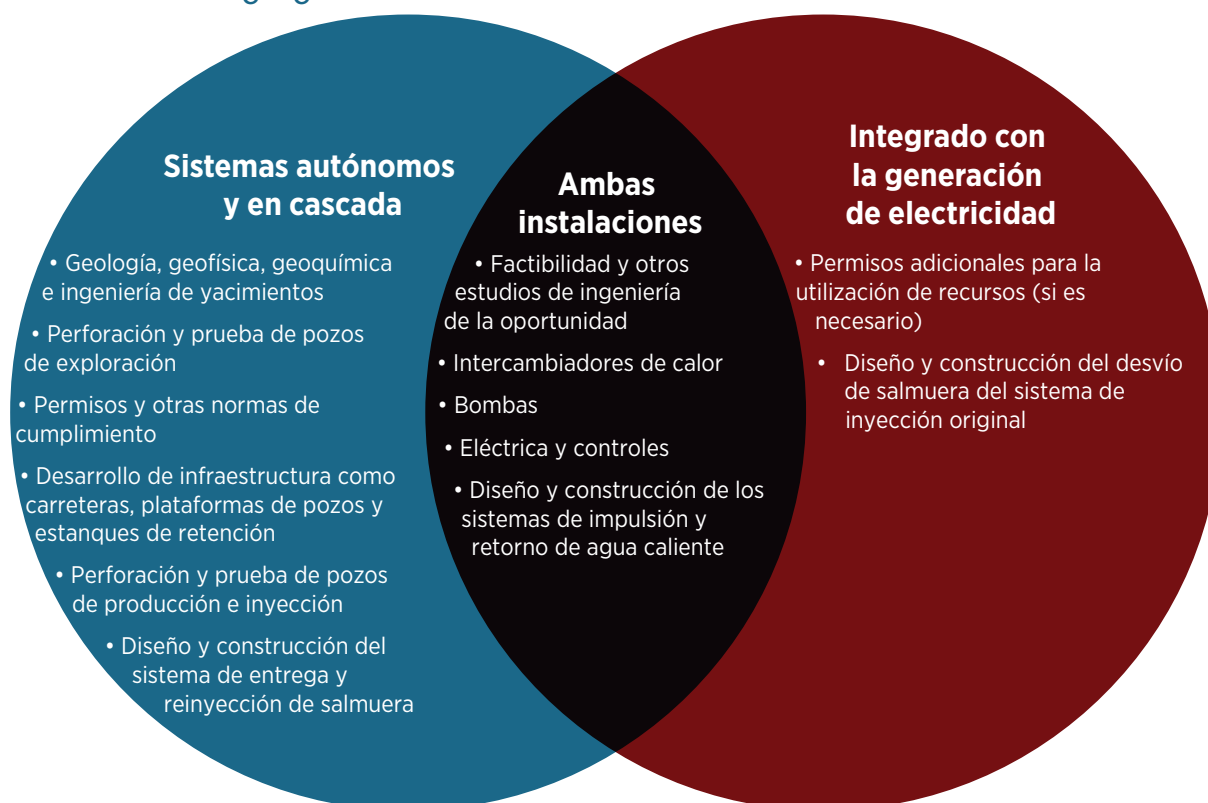 Sistemas autónomos
y en cascada
• Geología, geofísica, geoquímica
e ingeniería de yacimientos
• Perforación y prueba de pozos
de exploración
• Permisos y otras normas de
cumplimiento
• Desarrollo de infraestructura como
carreteras, plataformas de pozos y
estanques de retención
• Perforación y prueba de pozos
de producción e inyección
• Diseño y construcción del
sistema de entrega y
reinyección de salmuera
Ambas
instalaciones
• Factibilidad y otros
estudios de ingeniería
de la oportunidad
• Intercambiadores de calor
• Bombas
• Eléctrica y controles
• Diseño y construcción de los
sistemas de impulsión y
retorno de agua caliente
Integrado con
la generación
de electricidad
• Permisos adicionales para la
utilización de recursos (si es
necesario)
• Diseño y construcción del desvío
de salmuera del sistema de
inyección original